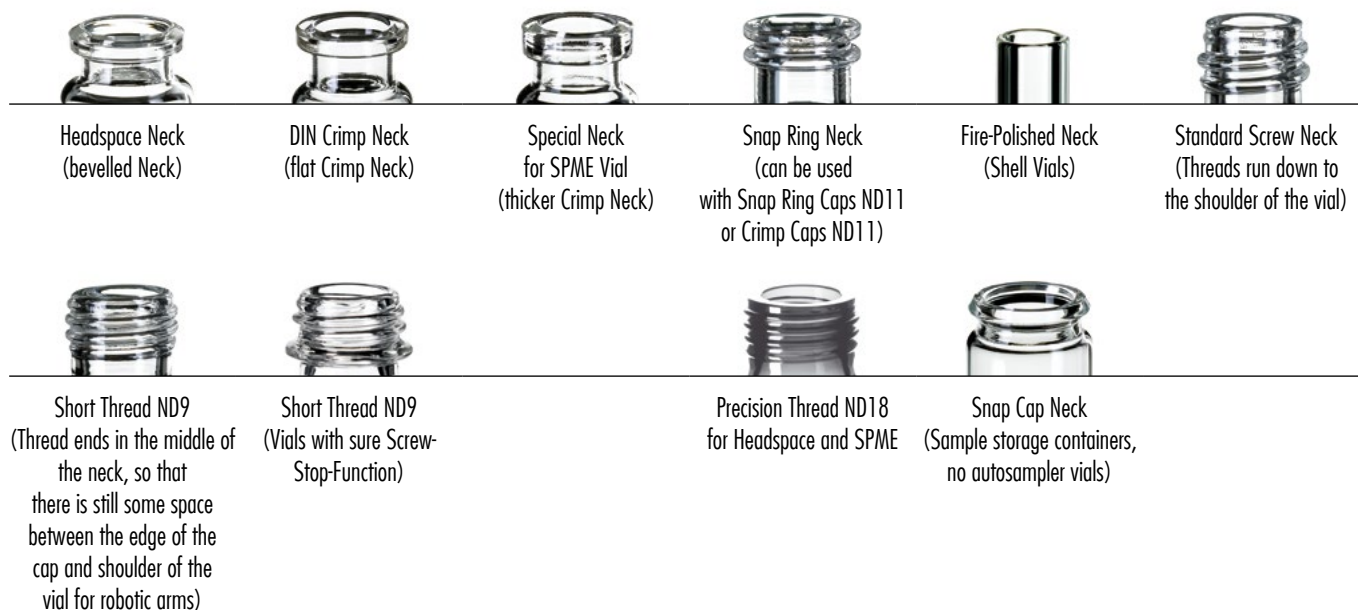 Headspace Neck
(bevelled Neck)
DIN Crimp Neck
(flat Crimp Neck)
Special Neck
for SPME Vial
(thicker Crimp Neck)
Snap Ring Neck
(can be used
with Snap Ring Caps ND11
or Crimp Caps ND11)
Fire-Polished Neck
(Shell Vials)
Standard Screw Neck
(Threads run down to
the shoulder of the vial)
Short Thread ND9
(Thread ends in the middle of
the neck, so that
there is still some space
between the edge of the
cap and shoulder of the
vial for robotic arms)
Short Thread ND9
(Vials with sure Screw-
Stop-Function)
Precision Thread ND18
for Headspace and SPME
Snap Cap Neck
(Sample storage containers,
no autosampler vials)